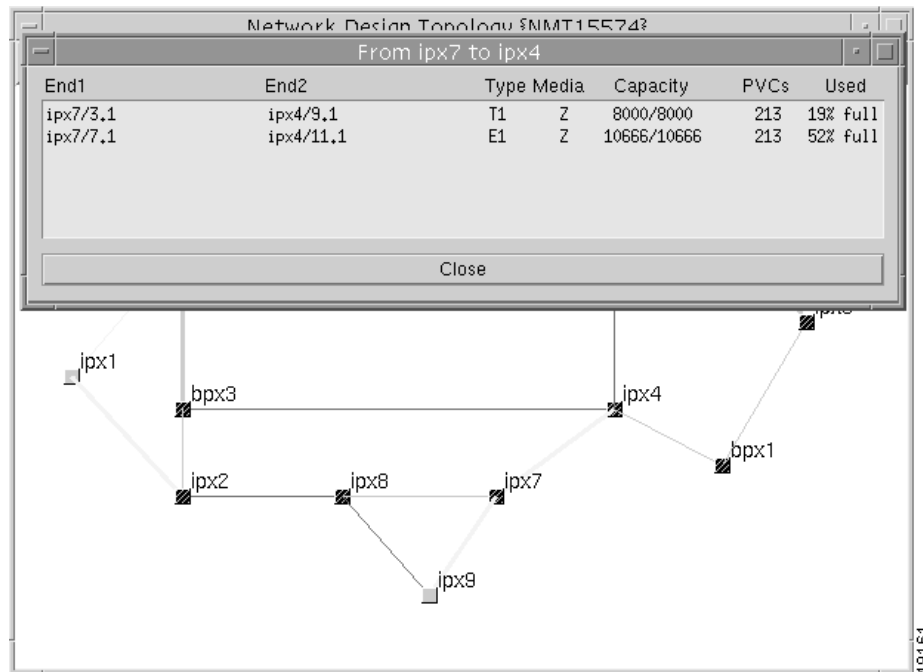 Network Design Topology {NMT15574}
From ipx7 to ipx4
End1 End2 Type Media Capacity PVCs Used
ipx7/3.1 ipx4/9.1 T1 Z 8000/8000 213 19% full
ipx7/7.1 ipx4/11.1 E1 Z 10666/10666 213 52% full
Close
ipx1
bpx3
ipx4
bpx1
ipx2
ipx8
ipx7
ipx9